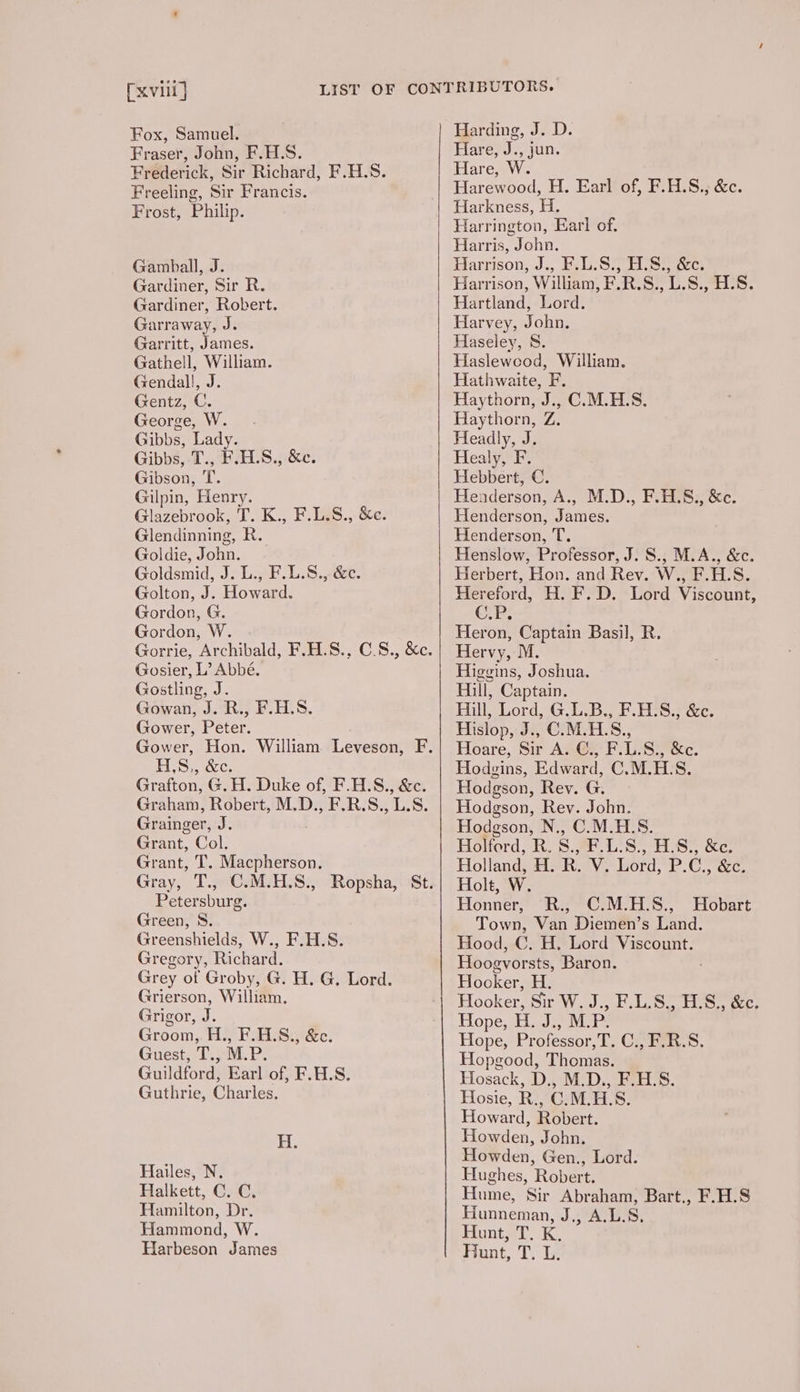 [xviii] LIST OF CONTRIBUTORS.
Fox, Samuel.
Fraser, John, F.H.S.
Frederick, Sir Richard, F.H.S.
Freeling, Sir Francis.
Frost, Philip.
Gamball, J.
Gardiner, Sir R.
Gardiner, Robert.
Garraway, J.
Garritt, James.
Gathell, William.
Gendall, J.
Gentz, C.
George, W.
Gibbs, Lady.
Gibbs, T., F.H.S., &c.
Gibson, T.
Gilpin, Henry.
Glazebrook, T. K., F.L.S., &c.
Glendinning, R.
Goldie, John.
Goldsmid, J. L., F.L.S., &c.
Golton, J. Howard.
Gordon, G.
Gordon, W.
Gorrie, Archibald, F.H.S., C.S., &c.
Gosier, L' Abbé.
Gostling, J.
Gowan, J. R., F.H.S.
Gower, Peter.
Gower, Hon. William Leveson, F.
H.S., &c.
Grafton, G. H. Duke of, F.H.S., &c.
Graham, Robert, M.D., F.R.S., L.S.
Grainger, J.
Grant, Col.
Grant, T. Macpherson.
Gray, T., C.M.H.S., Ropsha, St.
Petersburg.
Green, S.
Greenshields, W., F.H.S.
Gregory, Richard.
Grey of Groby, G. H. G. Lord.
Grierson, William.
Grigor, J.
Groom, H., F.H.S., &c.
Guest, T., M.P.
Guildford, Earl of, F.H.S.
Guthrie, Charles.
H.
Hailes, N.
Halkett, C. C.
Hamilton, Dr.
Hammond, W.
Harbeson James
Harding, J. D.
Hare, J., jun.
Hare, W.
Harewood, H. Earl of, F.H.S., &c.
Harkness, H.
Harrington, Earl of.
Harris, John.
Harrison, J., F.L.S., H.S., &c.
Harrison, William, F.R.S., L.S., H.S.
Hartland, Lord.
Harvey, John.
Haseley, S.
Haslewood, William.
Hathwaite, F.
Haythorn, J., C.M.H.S.
Haythorn, Z.
Headly, J.
Healy, F.
Hebbert, C.
Henderson, A., M.D., F.H.S., &c.
Henderson, James.
Henderson, T.
Henslow, Professor, J. S., M.A., &c.
Herbert, Hon. and Rev. W., F.H.S.
Hereford, H. F. D. Lord Viscount,
C.P.
Heron, Captain Basil, R.
Hervy, M.
Higgins, Joshua.
Hill, Captain.
Hill, Lord, G.L.B., F.H.S., &c.
Hislop, J., C.M.H.S.,
Hoare, Sir A. C., F.L.S., &c.
Hodgins, Edward, C.M.H.S.
Hodgson, Rev. G.
Hodgson, Rev. John.
Hodgson, N., C.M.H.S.
Holford, R. S., F.L.S., H.S., &c.
Holland, H. R. V. Lord, P.C., &c.
Holt, W.
Honner, R., C.M.H.S., Hobart
Town, Van Diemen's Land.
Hood, C. H. Lord Viscount.
Hoogvorsts, Baron.
Hooker, H.
Hooker, Sir W. J., F.L.S., H.S., &c.
Hope, H. J., M.P.
Hope, Professor, T. C., F.R.S.
Hopgood, Thomas.
Hosack, D., M.D., F.H.S.
Hosie, R., C.M.H.S.
Howard, Robert.
Howden, John.
Howden, Gen., Lord.
Hughes, Robert.
Hume, Sir Abraham, Bart., F.H.S
Hunneman, J., A.L.S.
Hunt, T. K.
Hunt, T. L.